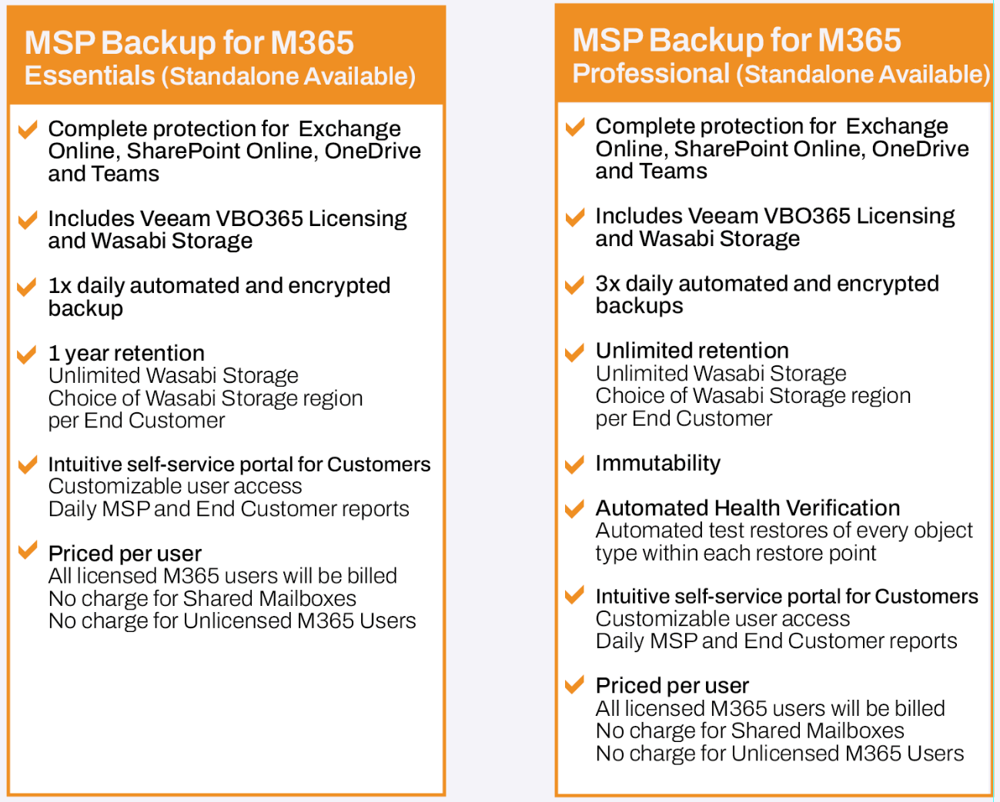 MSP Backup for M365
Essentials (Standalone Available)
Complete protection for  Exchange
Online, SharePoint Online, OneDrive
and Teams
Includes Veeam VBO365 Licensing
and Wasabi Storage
1x daily automated and encrypted
backup
1 year retention
Unlimited Wasabi Storage
Choice of Wasabi Storage region
per End Customer
Intuitive self-service portal for Customers
Customizable user access
Daily MSP and End Customer reports
Priced per user
All licensed M365 users will be billed
No charge for Shared Mailboxes
No charge for Unlicensed M365 Users
MSP Backup for M365
Professional (Standalone Available)
Complete protection for  Exchange
Online, SharePoint Online, OneDrive
and Teams
Includes Veeam VBO365 Licensing
and Wasabi Storage
3x daily automated and encrypted
backups
Unlimited retention
Unlimited Wasabi Storage
Choice of Wasabi Storage region
per End Customer
Immutability
Automated Health Verification
Automated test restores of every object
type within each restore point
Intuitive self-service portal for Customers
Customizable user access
Daily MSP and End Customer reports
Priced per user
All licensed M365 users will be billed
No charge for Shared Mailboxes
No charge for Unlicensed M365 Users